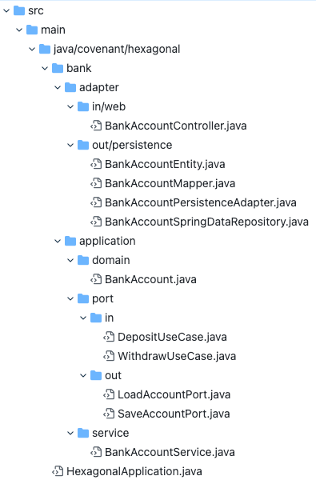 src
main
java/covenant/hexagonal
bank
adapter
in/web
BankAccountController.java
out/persistence
BankAccountEntity.java
BankAccountMapper.java
BankAccountPersistenceAdapter.java
BankAccountSpringDataRepository.java
application
domain
BankAccount.java
port
in
DepositUseCase.java
WithdrawUseCase.java
out
LoadAccountPort.java
SaveAccountPort.java
service
BankAccountService.java
HexagonalApplication.java